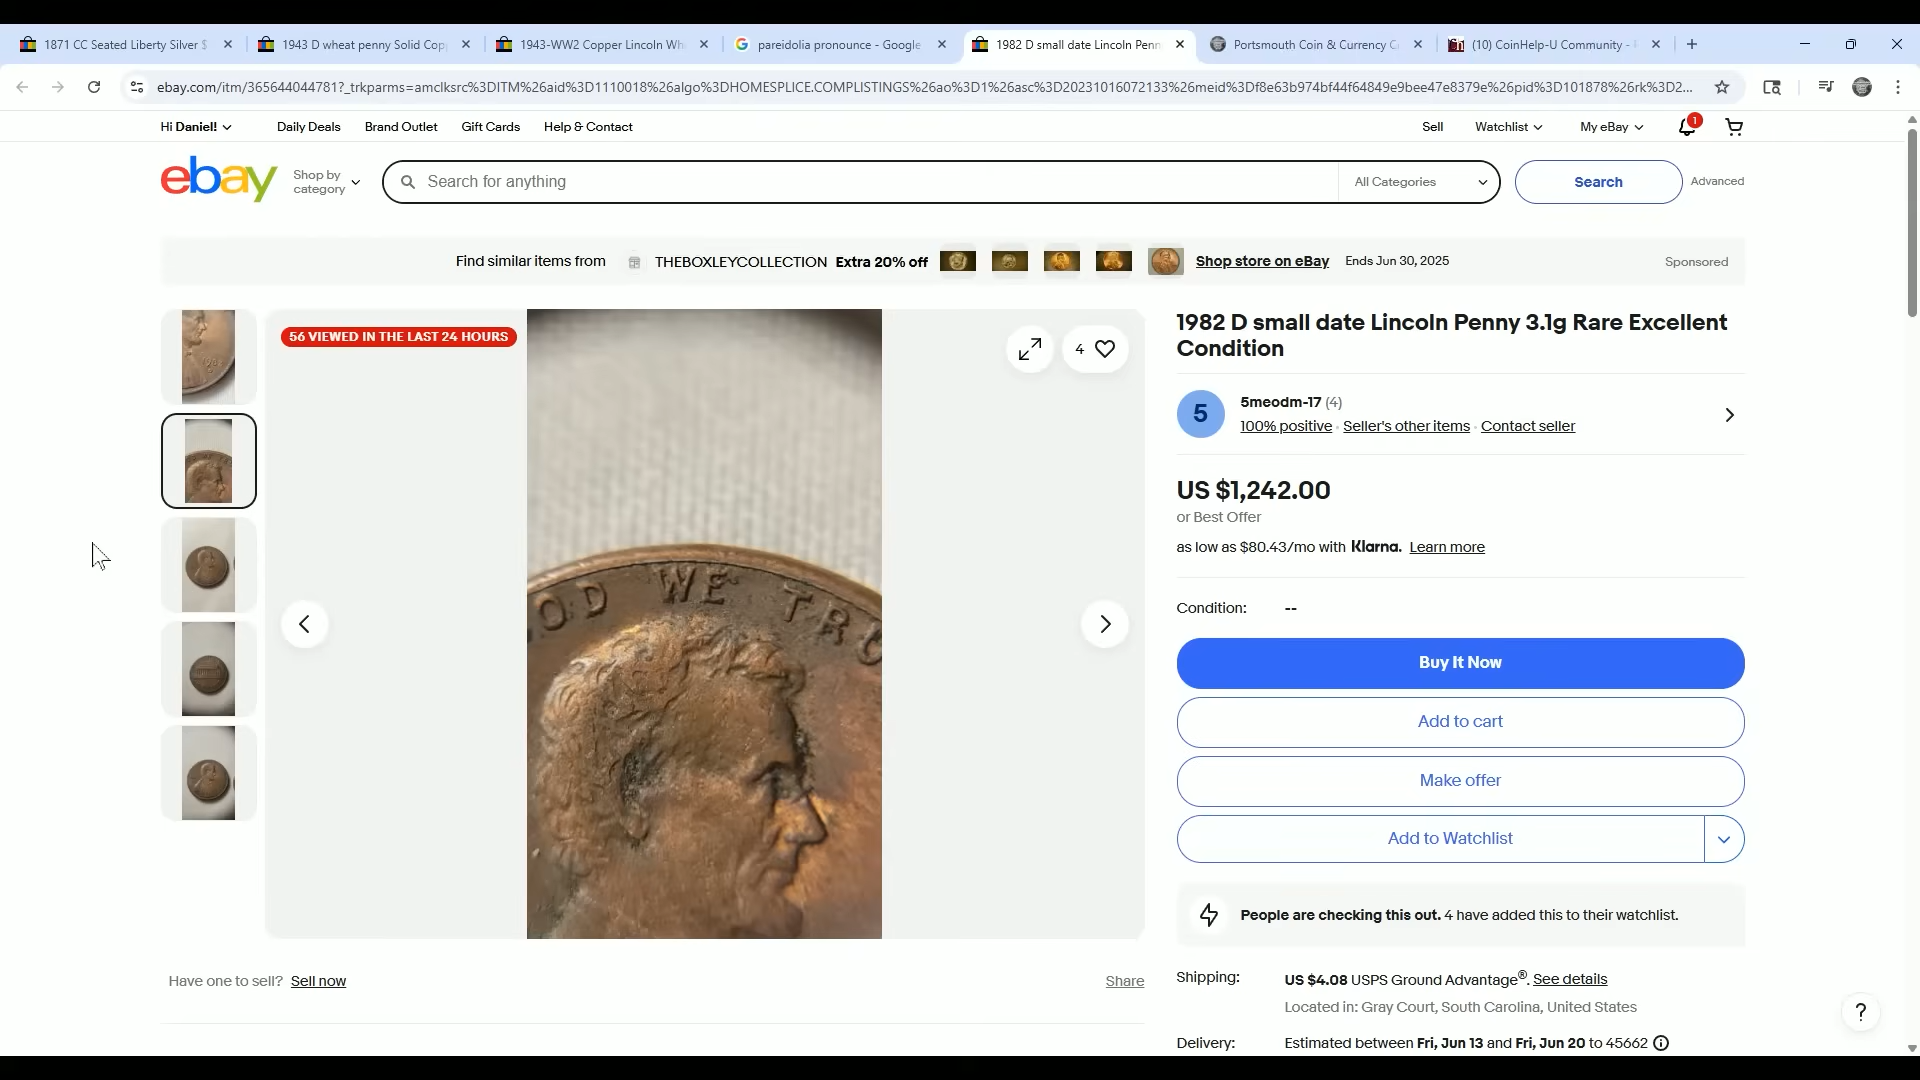 1871 CC Seated Liberty Silver $
1943 D wheat penny Solid Cop
1943-WW2 Copper Lincoln Wh
pareidolia pronounce - Google
1982 D small date Lincoln Penn
Portsmouth Coin & Currency C
(10) CoinHelp-U Community -
ebay.com/itm/365644044781?_trkparms=amclksrc%3DITM%26aid%3D1110018%26algo%3DHOMESPLICE.COMPLISTINGS%26ao%3D1%26asc%3D20231016072133%26meid%3Df8e63b974bf44f64849e9bee47e8379e%26pid%3D101878%26rk%3D2...
Hi Daniel!
Daily Deals
Brand Outlet
Gift Cards
Help & Contact
Sell
Watchlist
My eBay
1
ebay
Shop by
category
Search for anything
All Categories
Search
Advanced
Find similar items from THEBOXLEYCOLLECTION Extra 20% off Shop store on eBay Ends Jun 30, 2025
Sponsored
56 VIEWED IN THE LAST 24 HOURS
4
OD WE TRU
1982 D small date Lincoln Penny 3.1g Rare Excellent
Condition
5
5meodm-17 (4)
100% positive · Seller's other items · Contact seller
US $1,242.00
or Best Offer
as low as $80.43/mo with Klarna. Learn more
Condition: --
Buy It Now
Add to cart
Make offer
Add to Watchlist
People are checking this out. 4 have added this to their watchlist.
Have one to sell? Sell now
Share
Shipping: US $4.08 USPS Ground Advantage®. See details
Located in: Gray Court, South Carolina, United States
Delivery: Estimated between Fri, Jun 13 and Fri, Jun 20 to 45662
?